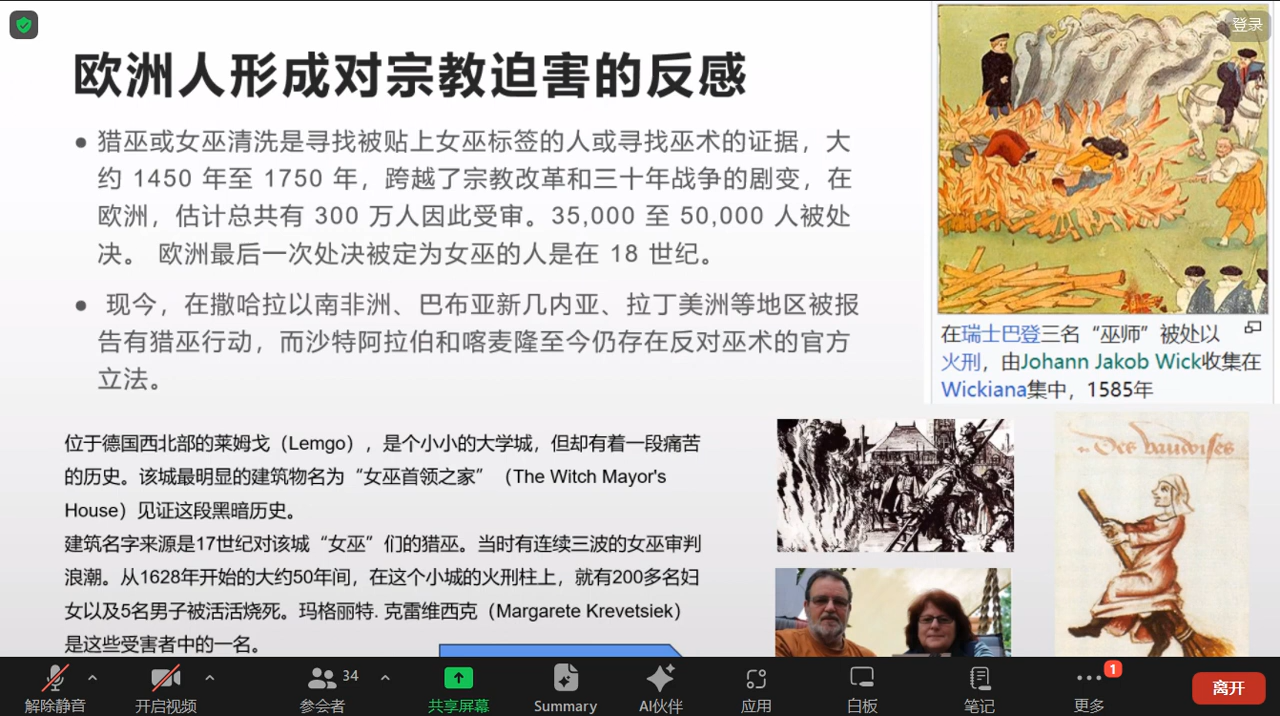 登录
欧洲人形成对宗教迫害的反感
● 猎巫或女巫清洗是寻找被贴上女巫标签的人或寻找巫术的证据，大
约 1450 年至 1750 年，跨越了宗教改革和三十年战争的剧变，在
欧洲，估计总共有 300 万人因此受审。35,000 至 50,000 人被处
决。 欧洲最后一次处决被定为女巫的人是在 18 世纪。
● 现今，在撒哈拉以南非洲、巴布亚新几内亚、拉丁美洲等地区被报
告有猎巫行动，而沙特阿拉伯和喀麦隆至今仍存在反对巫术的官方
立法。
在瑞士巴登三名“巫师”被处以
火刑，由Johann Jakob Wick收集在
Wickiana集中，1585年
位于德国西北部的莱姆戈（Lemgo），是个小小的大学城，但却有着一段痛苦
的历史。该城最明显的建筑物名为“女巫首领之家”（The Witch Mayor's
House）见证这段黑暗历史。
建筑名字来源是17世纪对该城“女巫”们的猎巫。当时有连续三波的女巫审判
浪潮。从1628年开始的大约50年间，在这个小城的火刑柱上，就有200多名妇
女以及5名男子被活活烧死。玛格丽特. 克雷维西克（Margarete Krevetsiek）
是这些受害者中的一名。
Des vaudoises
解除静音
开启视频
34
参会者
共享屏幕
Summary
AI伙伴
应用
白板
笔记
1
更多
离开